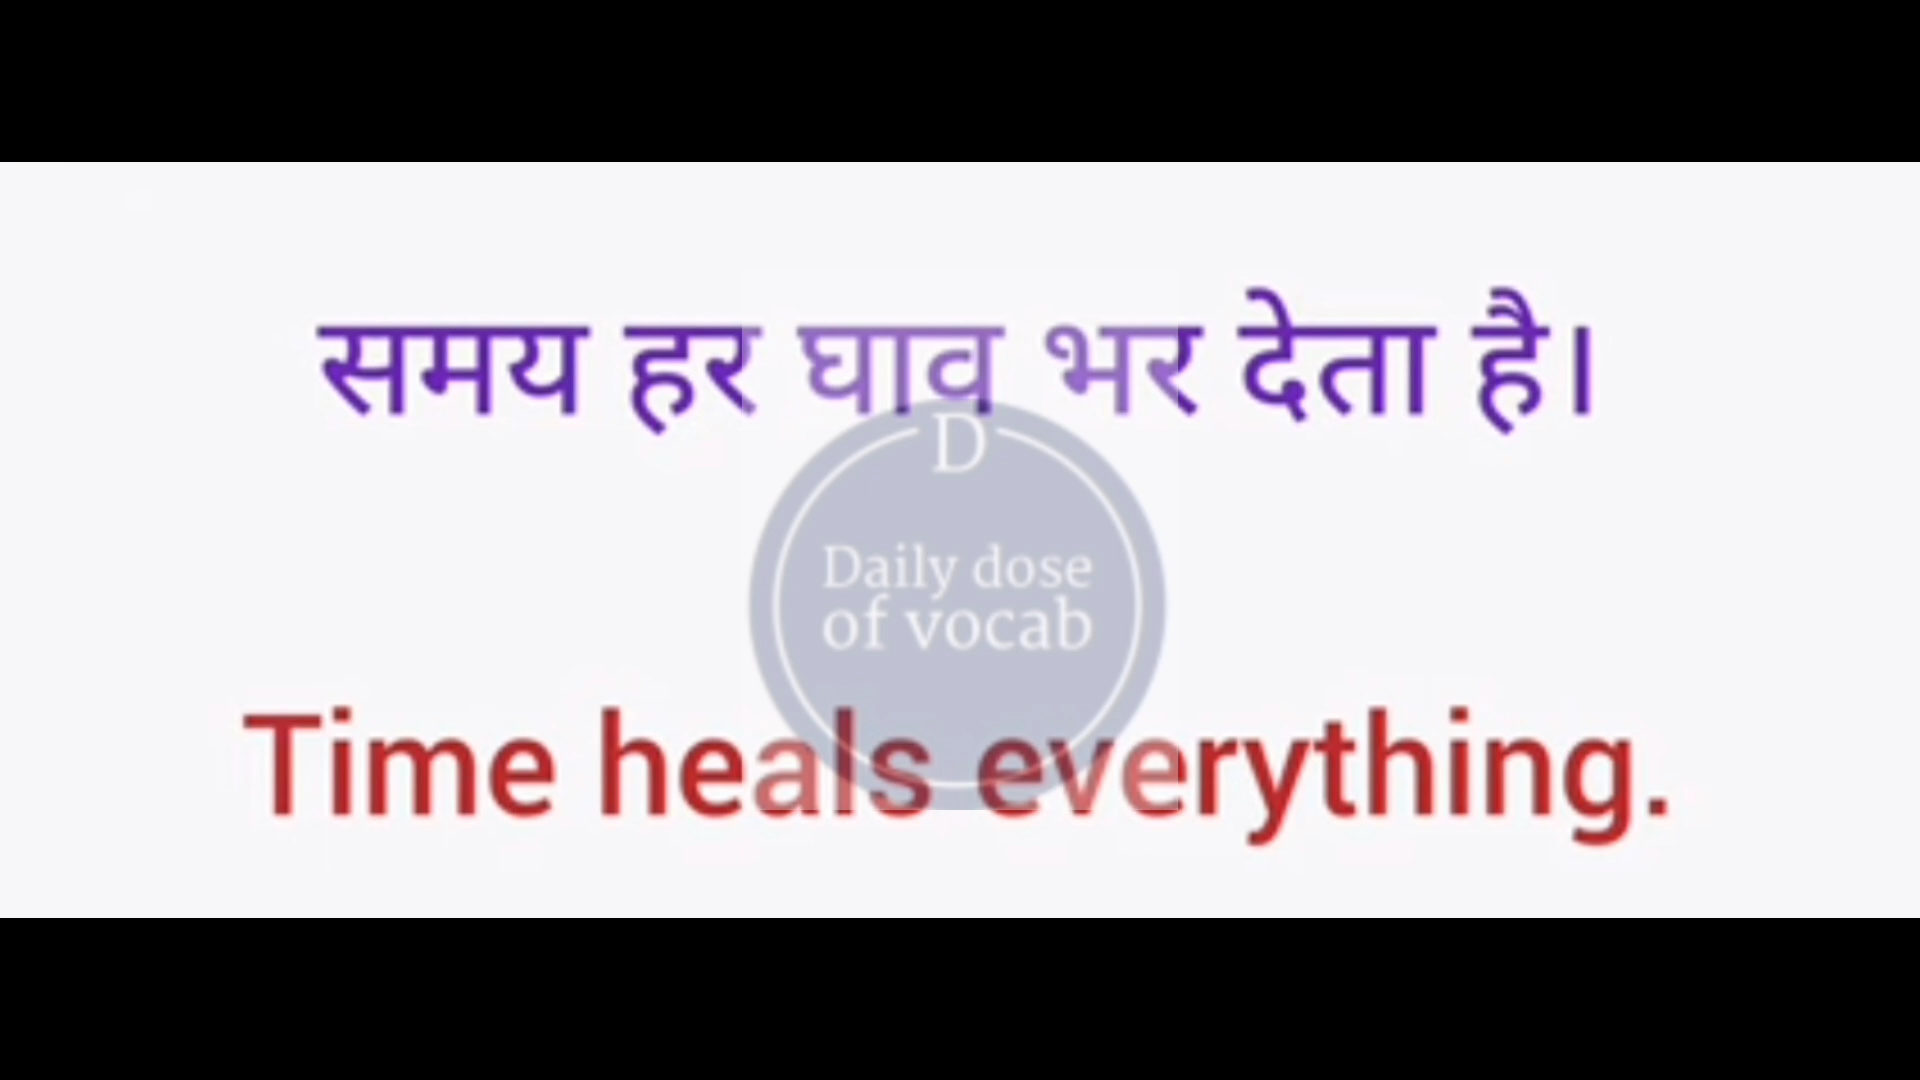 समय हर घाव भर देता है।
D
Daily dose
of vocab
Time heals everything.